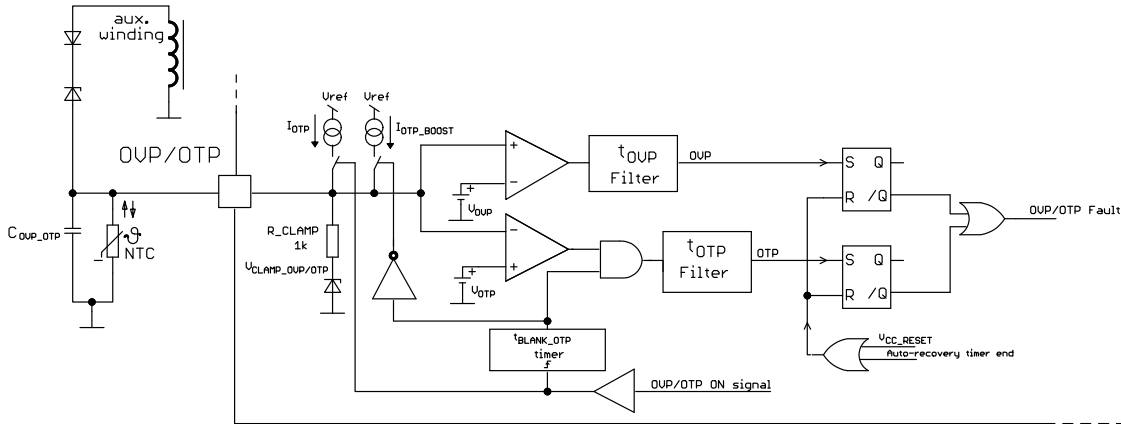 aux.
winding
OVP/OTP
COVP_OTP
ϑ
NTC
Vref
Vref
IOTP
IOTP_BOOST
R_CLAMP
1k
VCLAMP_OVP/OTP
+
−
+
VOVP
−
+
+
VOTP
tOVP
Filter
OVP
tOTP
Filter
OTP
tBLANK_OTP
timer
OVP/OTP ON signal
S Q
R /Q
S Q
R /Q
OVP/OTP Fault
VCC_RESET
Auto-recovery timer end